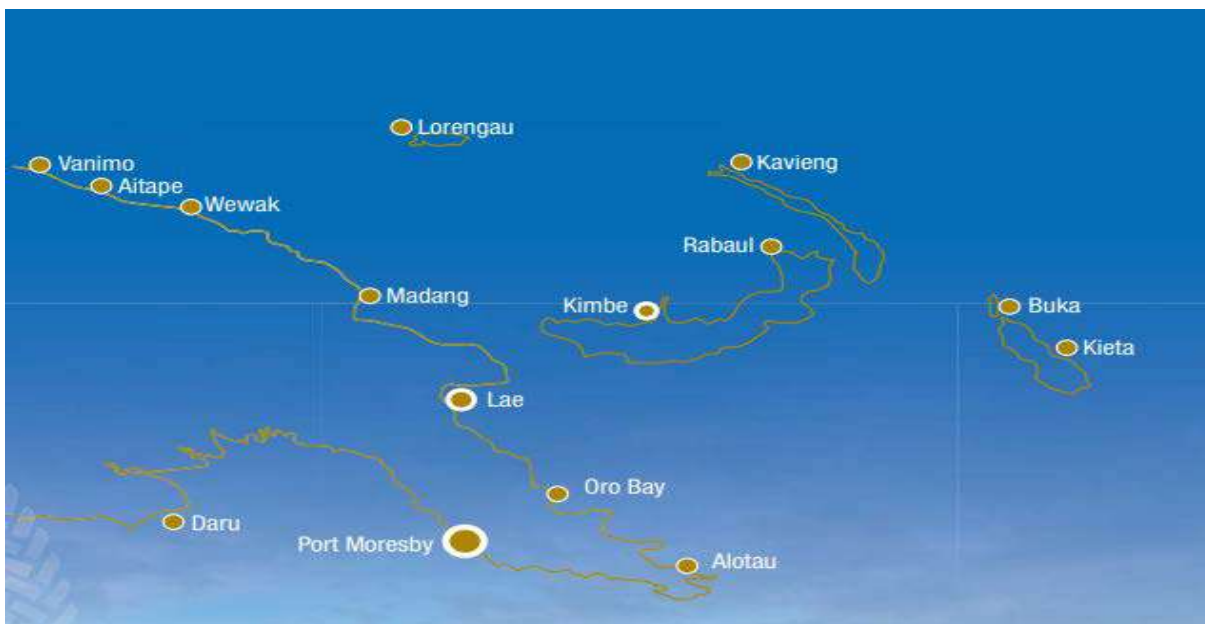 Lorengau
Vanimo
Kavieng
Aitape
Wewak
Rabaul
Madang
Kimbe
Buka
Kieta
Lae
Oro Bay
Daru
Port Moresby
Alotau